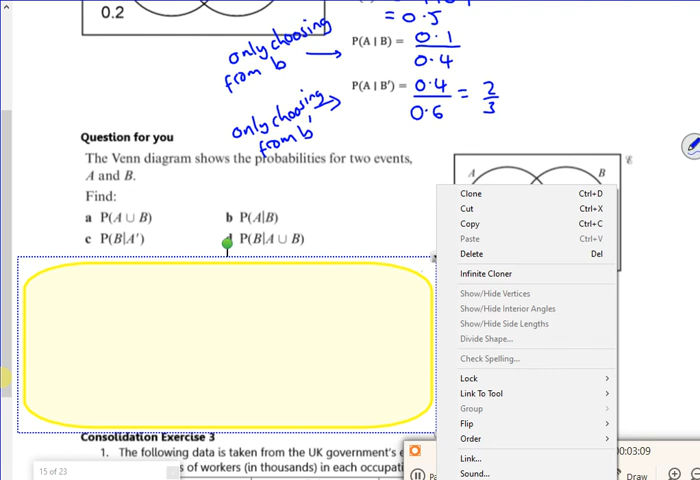 0.2
= 0.5
only choosing from b
P(A | B) = 0.1 / 0.4
only choosing from b'
P(A | B′) = 0.4 / 0.6 = 2 / 3
Question for you
The Venn diagram shows the probabilities for two events,
A and B.
Find:
a P(A ∪ B) b P(A|B)
c P(B|A′) d P(B|A ∪ B)
A B
Clone Ctrl+D
Cut Ctrl+X
Copy Ctrl+C
Paste Ctrl+V
Delete Del
Infinite Cloner
Show/Hide Vertices
Show/Hide Interior Angles
Show/Hide Side Lengths
Divide Shape...
Check Spelling...
Lock
Link To Tool
Group
Flip
Order
Link...
Sound...
Consolidation Exercise 3
1. The following data is taken from the UK government's
15 of 23
s of workers (in thousands) in each occupati
00:03:09
Draw